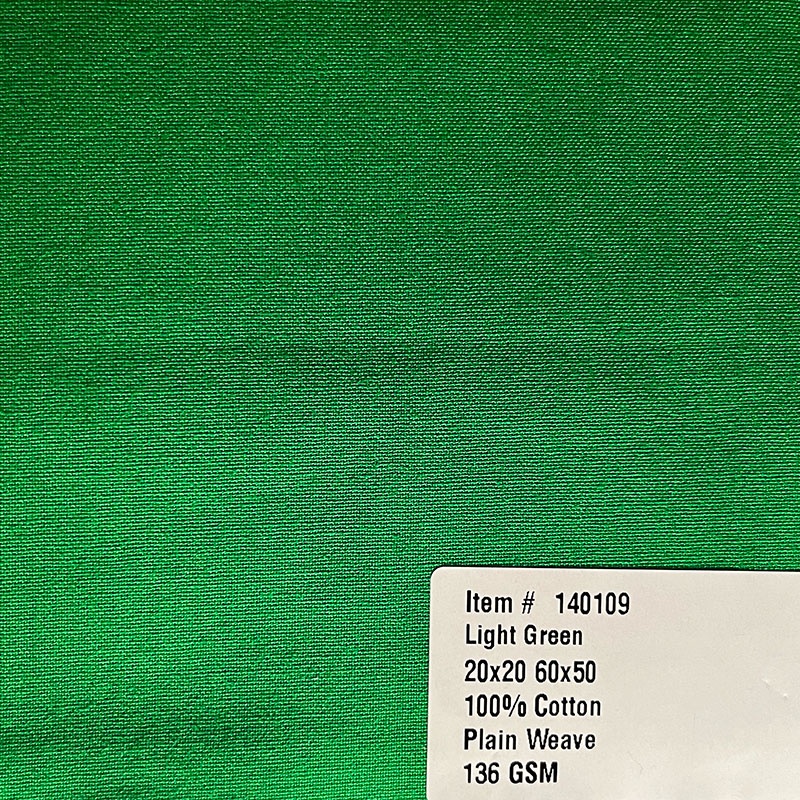 Item # 140109
Light Green
20x20 60x50
100% Cotton
Plain Weave
136 GSM